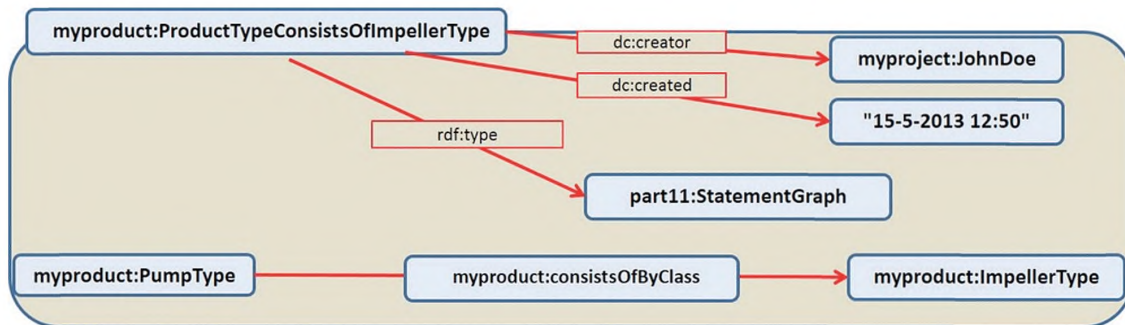 myproduct:ProductTypeConsistsOfImpellerType
dc:creator
myproject:JohnDoe
dc:created
"15-5-2013 12:50"
rdf:type
part11:StatementGraph
myproduct:PumpType
myproduct:consistsOfByClass
myproduct:ImpellerType